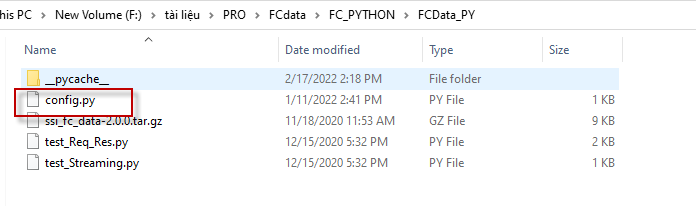 his PC > New Volume (F:) > tài liệu > PRO > FCdata > FC_PYTHON > FCData_PY
Name Date modified Type Size
__pycache__ 2/17/2022 2:18 PM File folder
config.py 1/11/2022 2:41 PM PY File 1 KB
ssi_fc_data-2.0.0.tar.gz 11/18/2020 11:53 AM GZ File 9 KB
test_Req_Res.py 12/15/2020 5:32 PM PY File 2 KB
test_Streaming.py 12/15/2020 5:32 PM PY File 1 KB